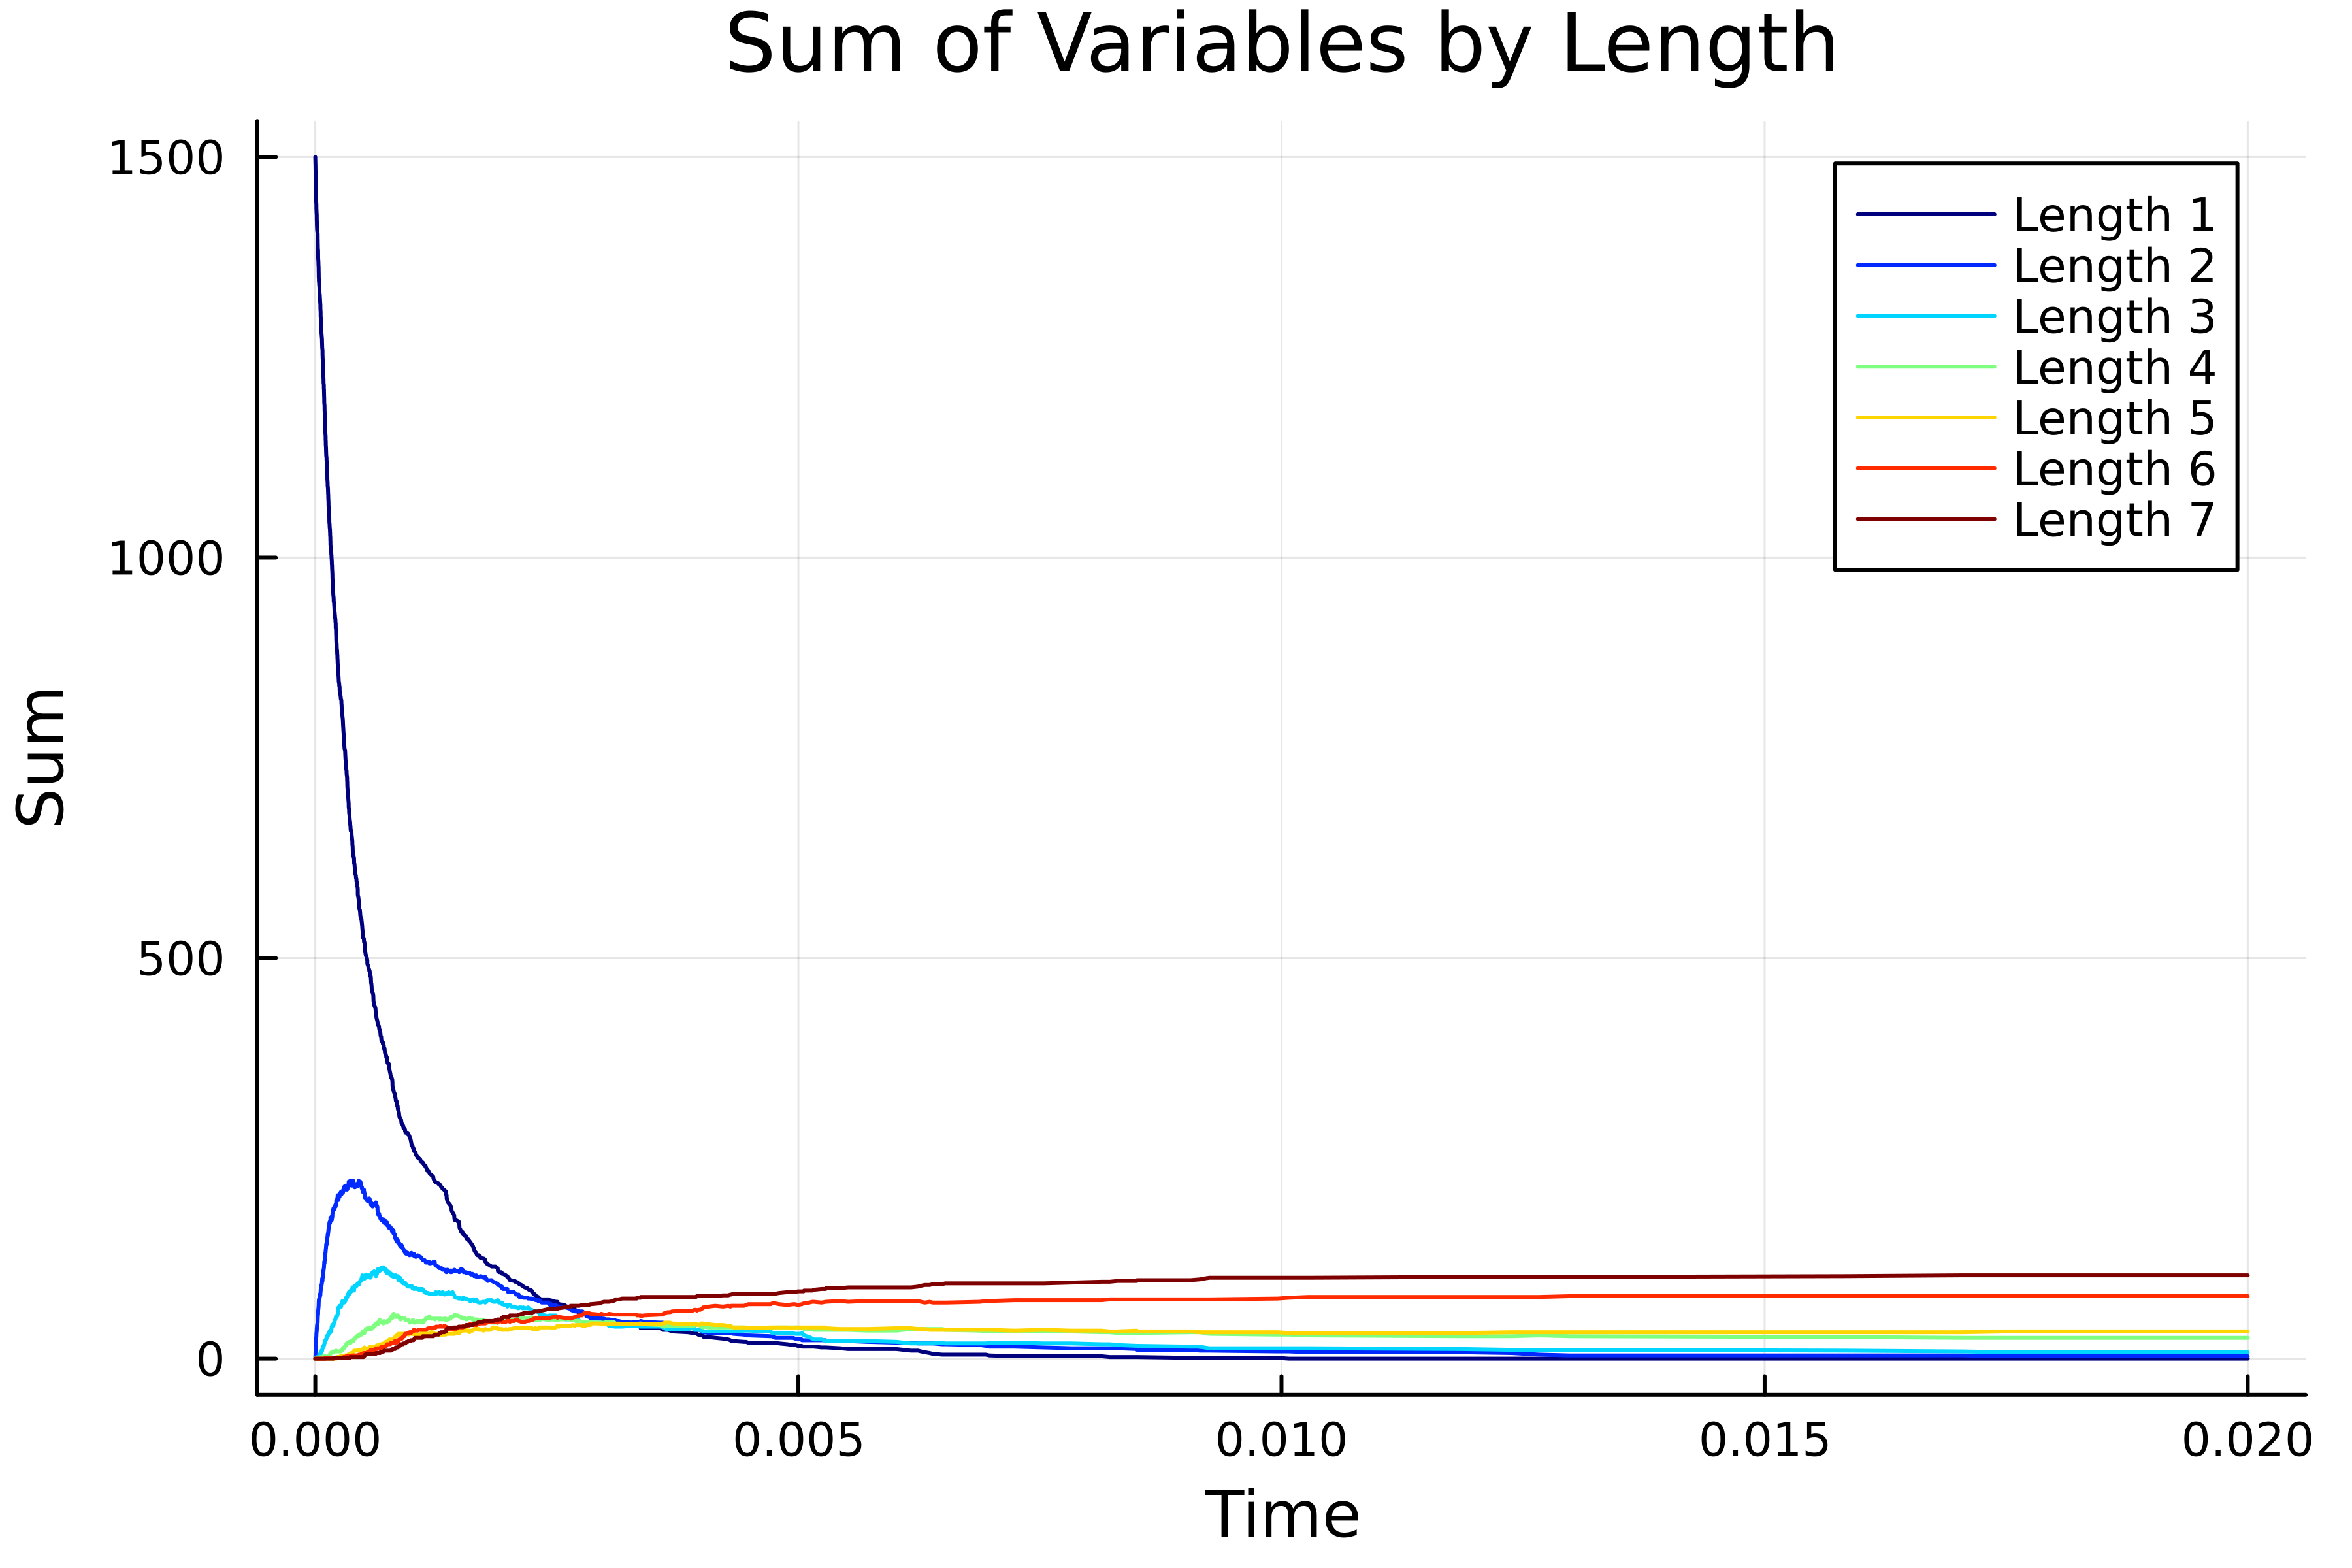 Sum of Variables by Length
1500
1000
500
0
Sum
Length 1
Length 2
Length 3
Length 4
Length 5
Length 6
Length 7
0.000 0.005 0.010 0.015 0.020
Time